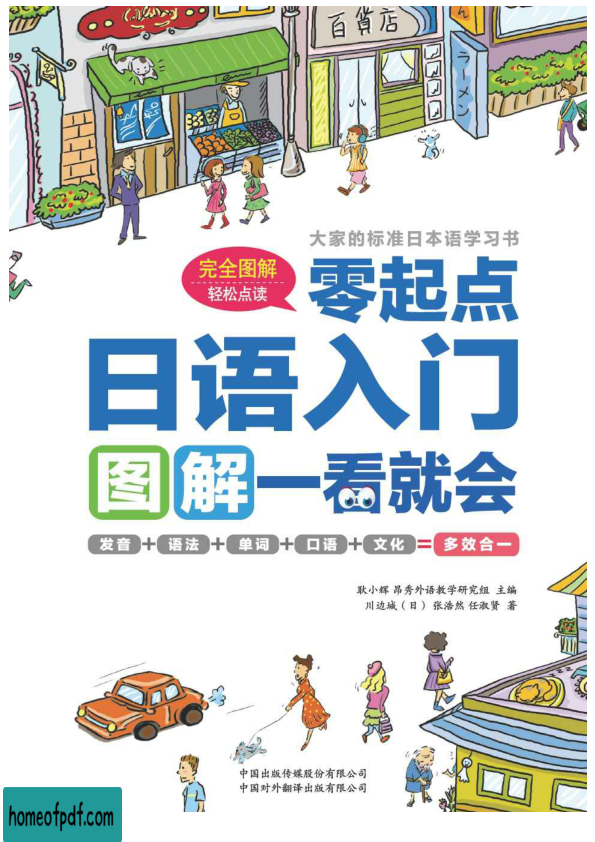 百貨店
ん
ラーメン
大家的标准日本语学习书
完全图解
轻松点读
零起点
日语入门
图解一看就会
发音+语法+单词+口语+文化=多效合一
耿小辉 昂秀外语教学研究组 主编
川边城(日) 张浩然 任淑贤 著
中国出版传媒股份有限公司
中国对外翻译出版有限公司
homeofpdf.com